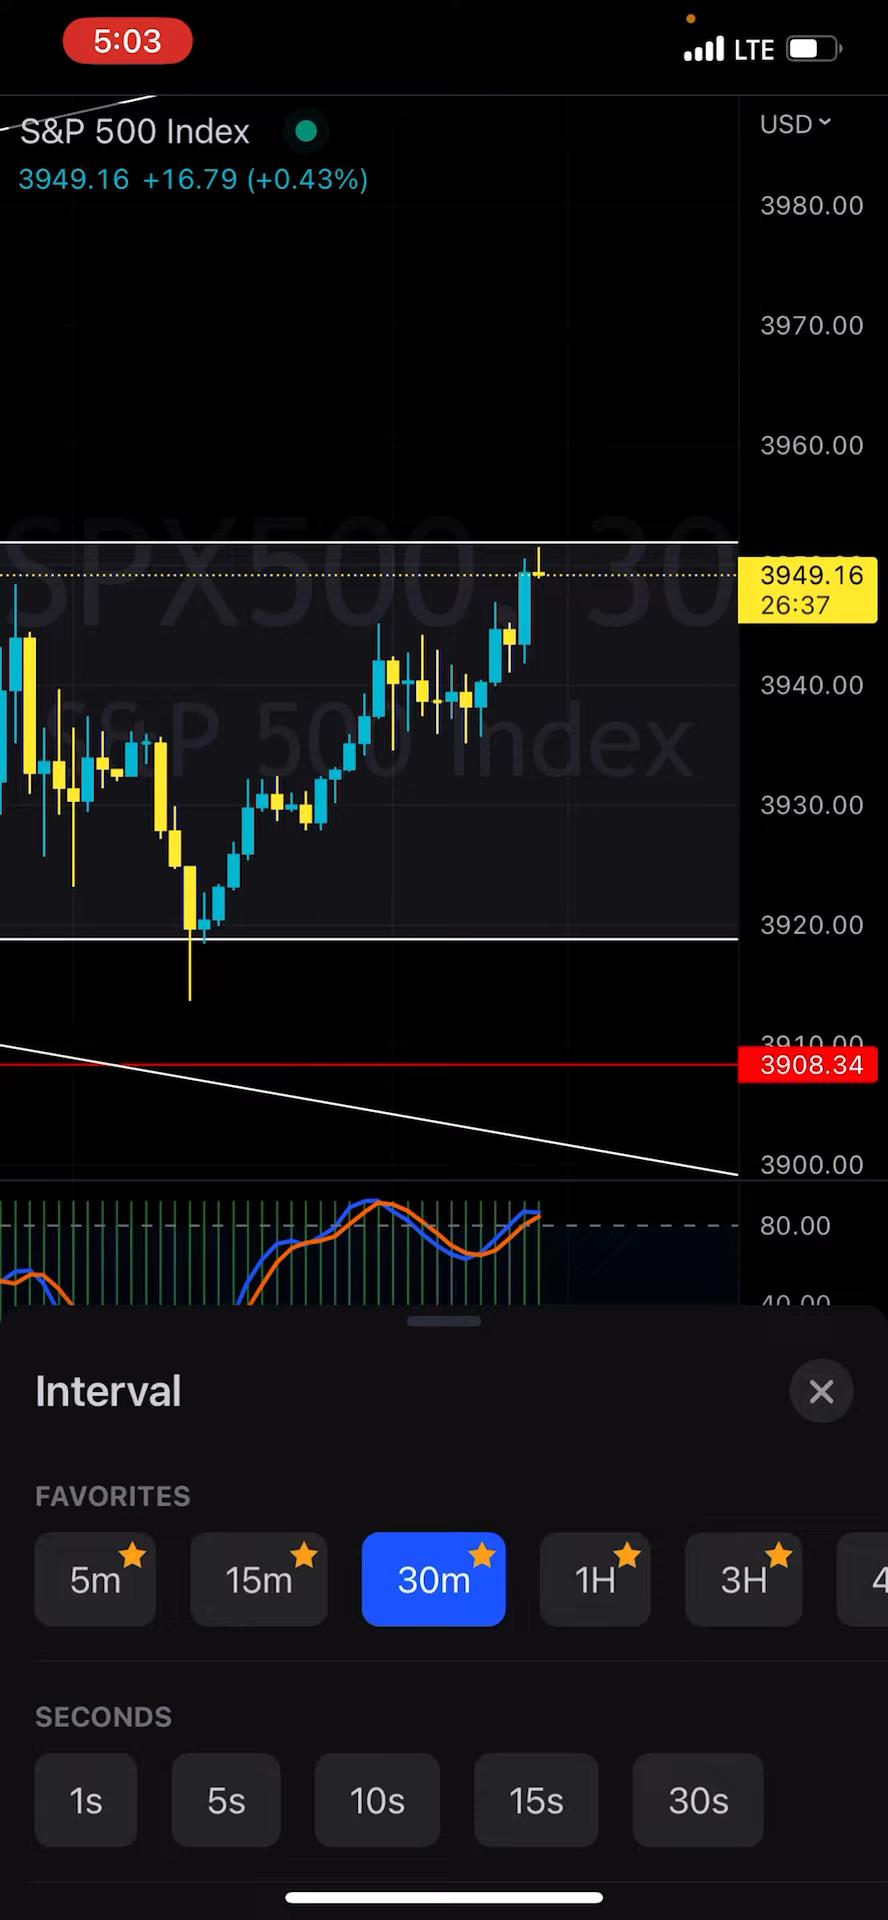 5:03
LTE
S&P 500 Index
USD
3949.16 +16.79 (+0.43%)
3980.00
3970.00
3960.00
SPX500, 30
3949.16
26:37
3940.00
S&P 500 Index
3930.00
3920.00
3910.00
3908.34
3900.00
80.00
40.00
Interval
FAVORITES
5m 15m 30m 1H 3H 4
SECONDS
1s 5s 10s 15s 30s